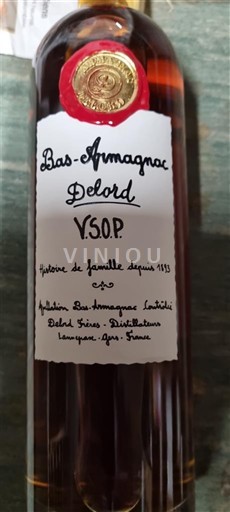 Bas-Armagnac
Delord
V.S.O.P.
VINIOU
Histoire de famille depuis 1893
Appellation Bas-Armagnac Contrôlée
Delord Frères - Distillateurs
Lannepax - Gers - France